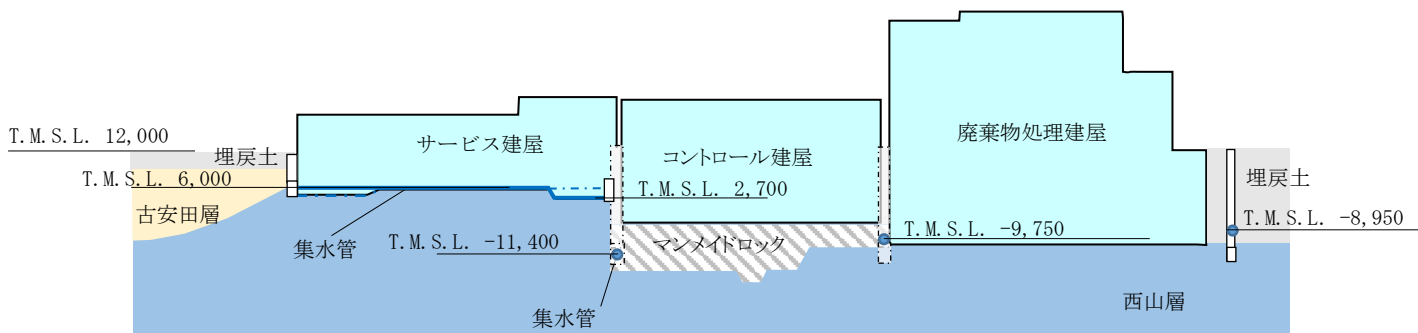 T.M.S.L. 12,000
埋戻土
サービス建屋
コントロール建屋
廃棄物処理建屋
T.M.S.L. 6,000
T.M.S.L. 2,700
埋戻土
古安田層
集水管
T.M.S.L. -11,400
マンメイドロック
T.M.S.L. -9,750
T.M.S.L. -8,950
集水管
西山層